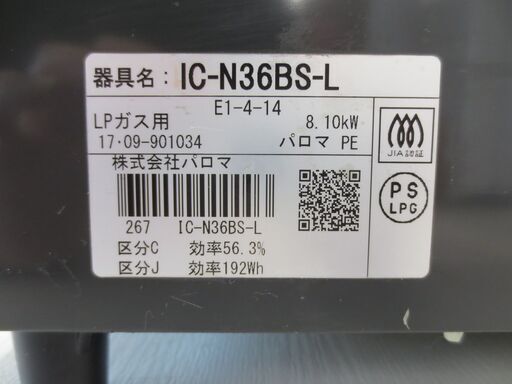 器具名： IC-N36BS-L
E1-4-14
LPガス用 8.10kW
17・09-901034 パロマ PE
株式会社パロマ
267 IC-N36BS-L
区分C 効率56.3%
区分J 効率192Wh
JIA認証
PS
LPG